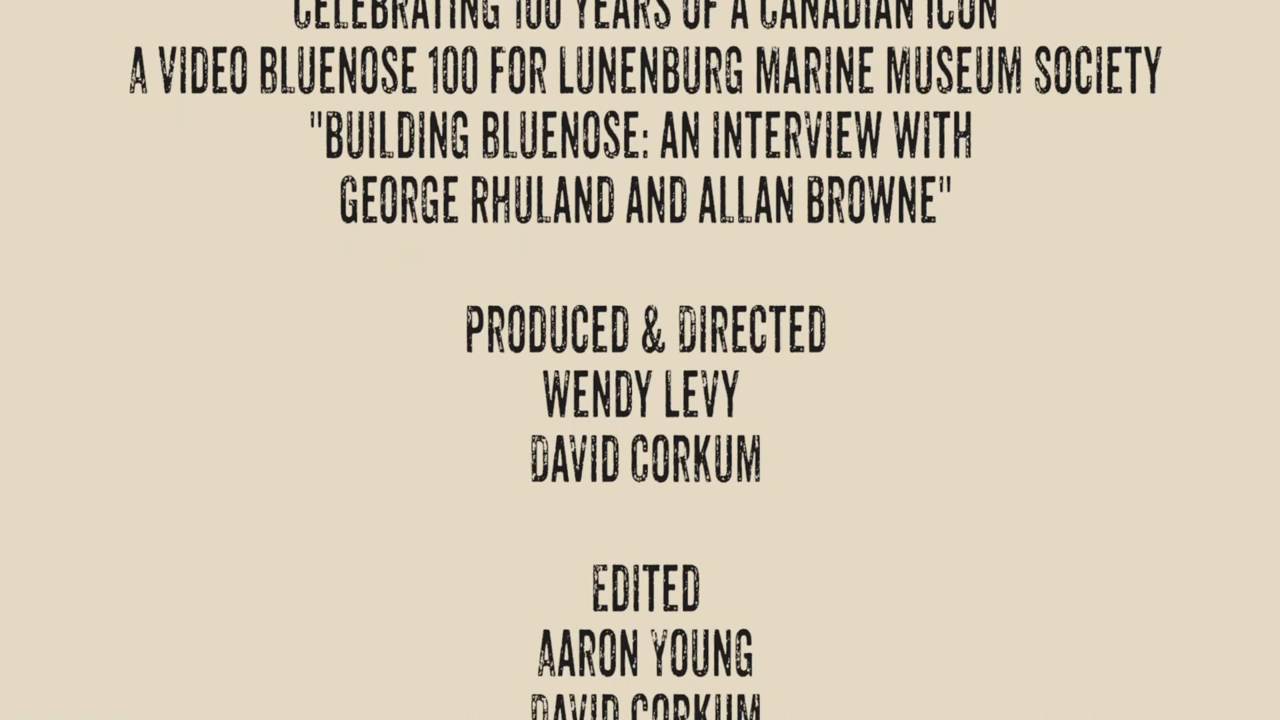 CELEBRATING 100 YEARS OF A CANADIAN ICON
A VIDEO BLUENOSE 100 FOR LUNENBURG MARINE MUSEUM SOCIETY
"BUILDING BLUENOSE: AN INTERVIEW WITH
GEORGE RHULAND AND ALLAN BROWNE"
PRODUCED & DIRECTED
WENDY LEVY
DAVID CORKUM
EDITED
AARON YOUNG
DAVID CORKUM